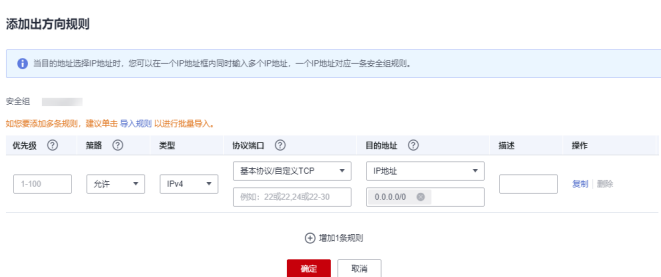 添加出方向规则
当目的地址选择IP地址时，您可以在一个IP地址框内同时输入多个IP地址，一个IP地址对应一条安全组规则。
安全组
如您要添加多条规则，建议单击 导入规则 以进行批量导入。
优先级 策略 类型 协议端口 目的地址 描述 操作
1-100 允许 IPv4 基本协议/自定义TCP IP地址 复制 删除
例如：22或22,24或22-30 0.0.0.0/0
增加1条规则
确定 取消